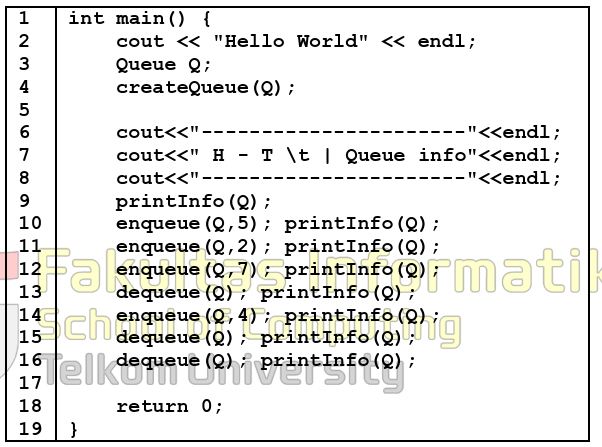 1 int main() {
2 cout << "Hello World" << endl;
3 Queue Q;
4 createQueue(Q);
5
6 cout<<"----------------------"<<endl;
7 cout<<" H - T \t | Queue info"<<endl;
8 cout<<"----------------------"<<endl;
9 printInfo(Q);
10 enqueue(Q,5); printInfo(Q);
11 enqueue(Q,2); printInfo(Q);
12 enqueue(Q,7); printInfo(Q);
13 dequeue(Q); printInfo(Q);
14 enqueue(Q,4); printInfo(Q);
15 dequeue(Q); printInfo(Q);
16 dequeue(Q); printInfo(Q);
17
18 return 0;
19 }
Fakultas Informatik
School of Computing
Telkom University